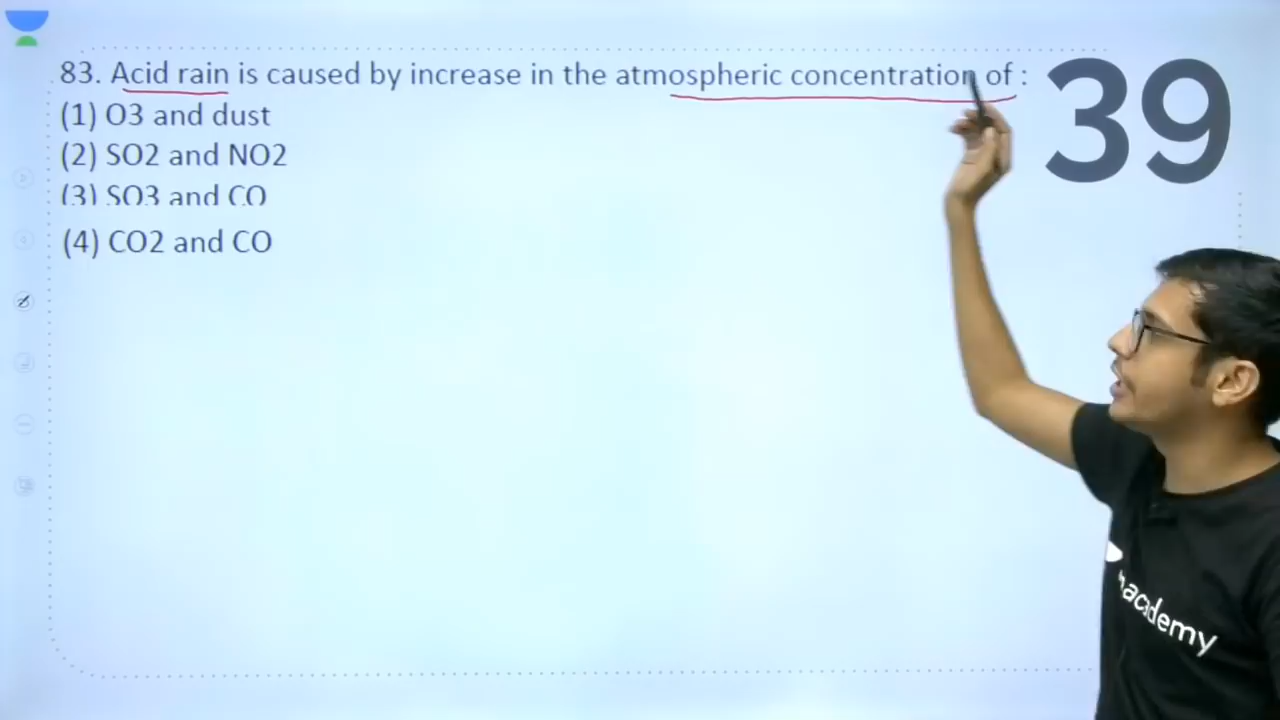 83. Acid rain is caused by increase in the atmospheric concentration of :
(1) O3 and dust
(2) SO2 and NO2
(3) SO3 and CO
(4) CO2 and CO
39
nacademy